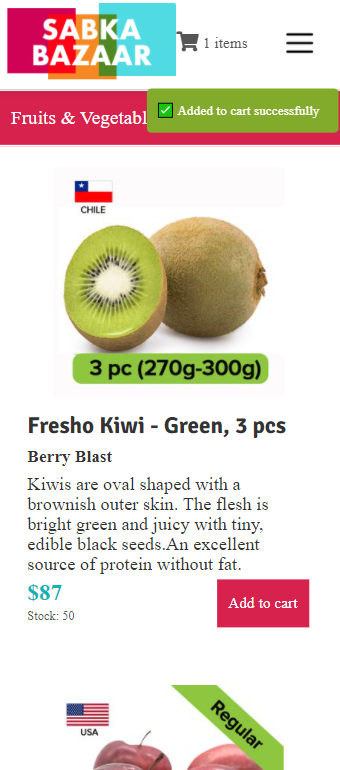 SABKA
BAZAAR
1 items
Fruits & Vegetabl
Added to cart successfully
CHILE
3 pc (270g-300g)
Fresho Kiwi - Green, 3 pcs
Berry Blast
Kiwis are oval shaped with a
brownish outer skin. The flesh is
bright green and juicy with tiny,
edible black seeds.An excellent
source of protein without fat.
$87
Stock: 50
Add to cart
USA
Regular